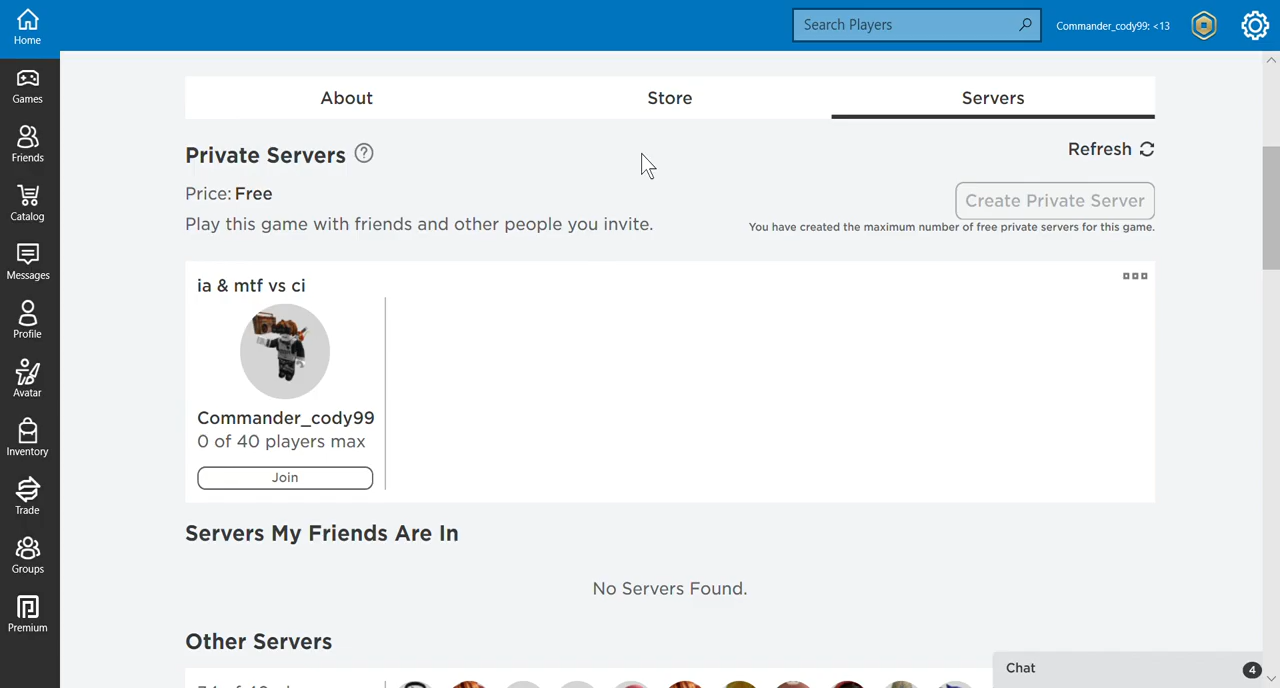 Home
Search Players
Commander_cody99: <13
Games
Friends
Catalog
Messages
Profile
Avatar
Inventory
Trade
Groups
Premium
About
Store
Servers
Private Servers ?
Refresh
Price: Free
Create Private Server
Play this game with friends and other people you invite.
You have created the maximum number of free private servers for this game.
ia & mtf vs ci
Commander_cody99
0 of 40 players max
Join
Servers My Friends Are In
No Servers Found.
Other Servers
Chat
4